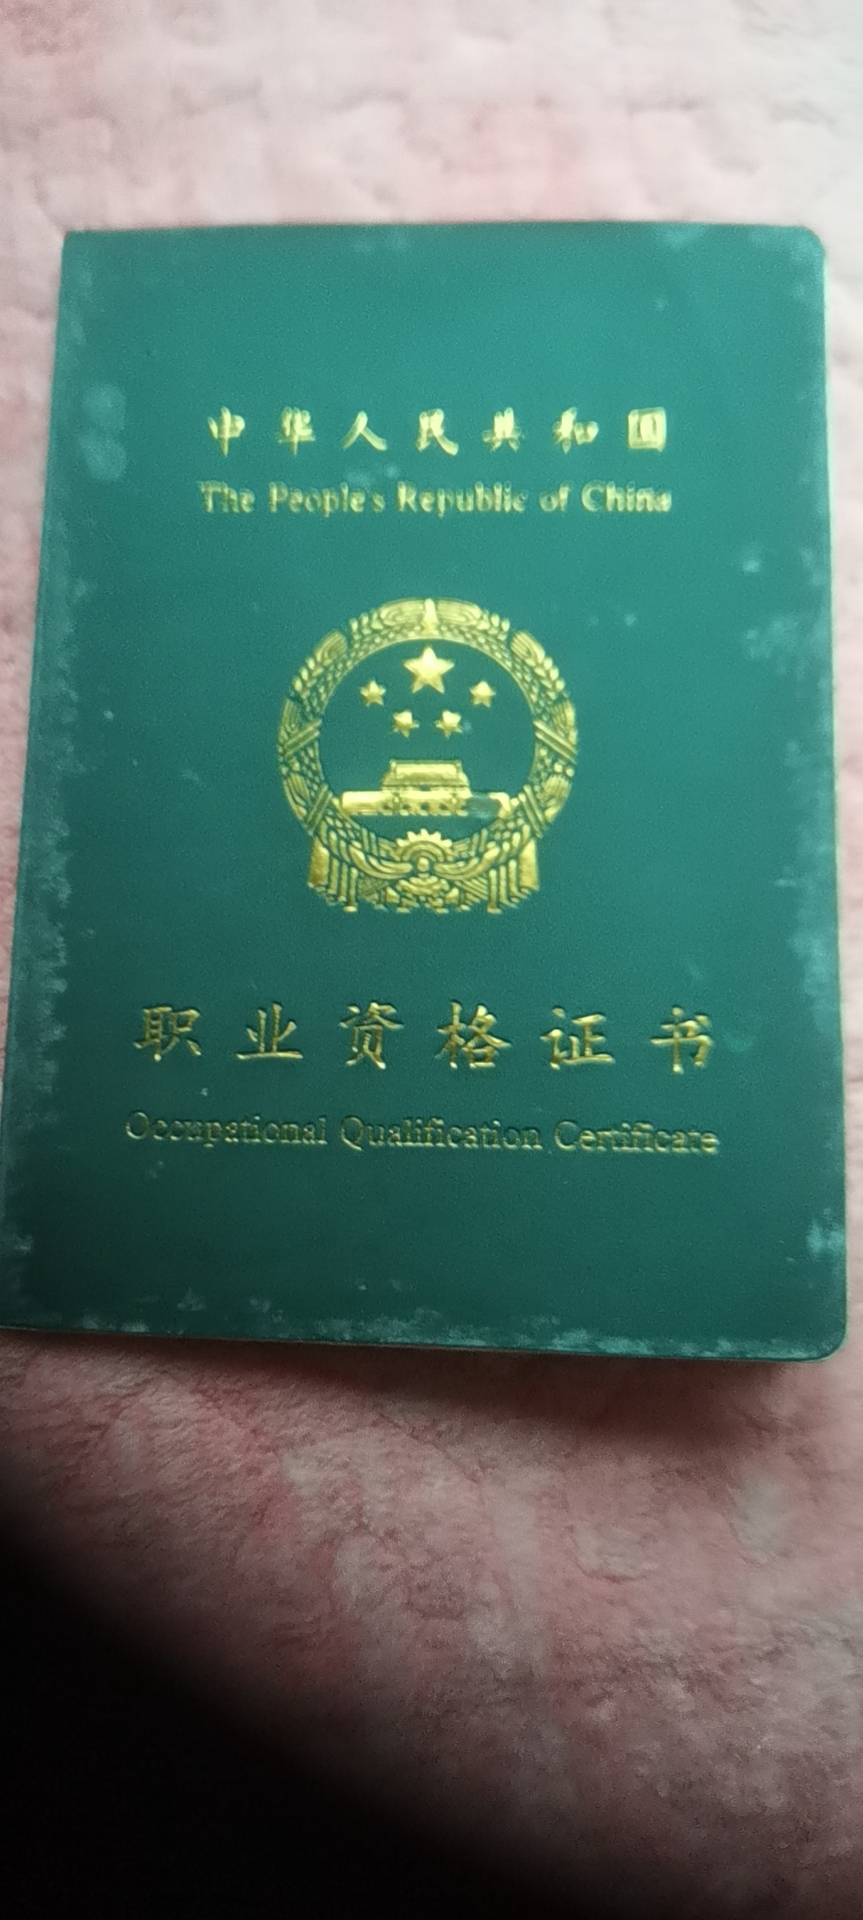 中华人民共和国
The People's Republic of China
职业资格证书
Occupational Qualification Certificate